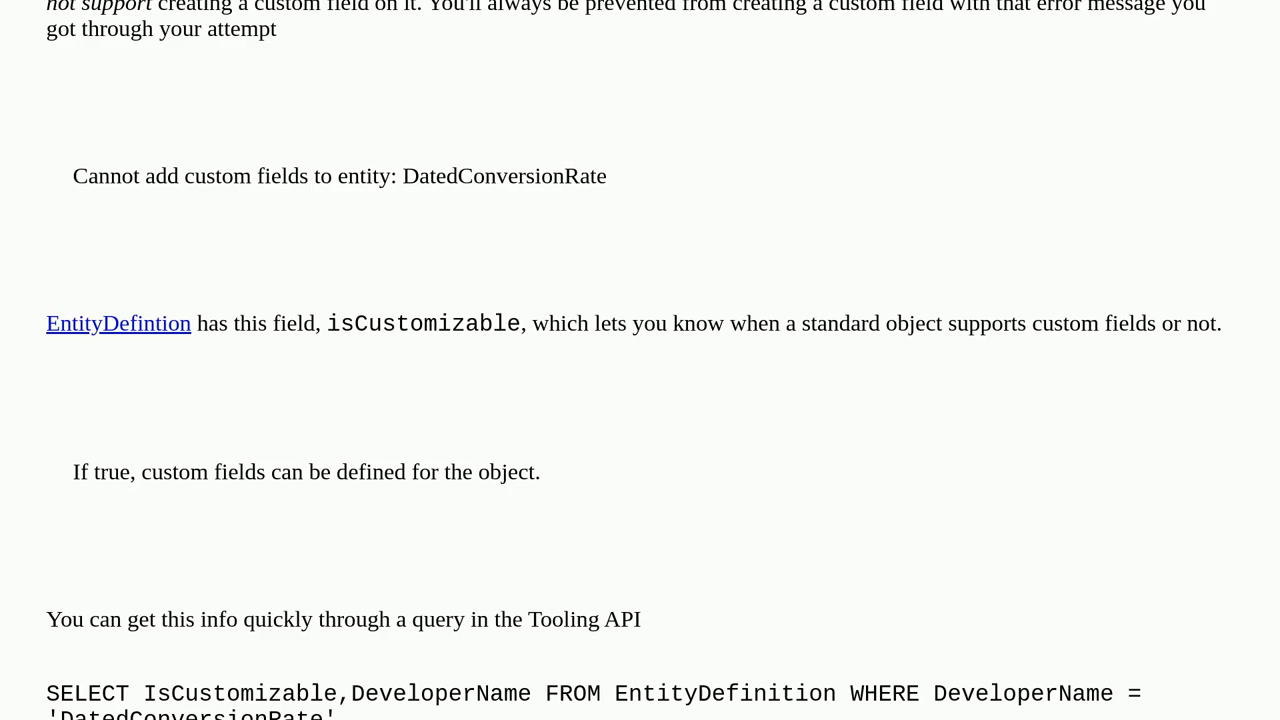 not support creating a custom field on it. You'll always be prevented from creating a custom field with that error message you
got through your attempt
Cannot add custom fields to entity: DatedConversionRate
EntityDefintion has this field, isCustomizable, which lets you know when a standard object supports custom fields or not.
If true, custom fields can be defined for the object.
You can get this info quickly through a query in the Tooling API
SELECT IsCustomizable,DeveloperName FROM EntityDefinition WHERE DeveloperName =
'DatedConversionRate'